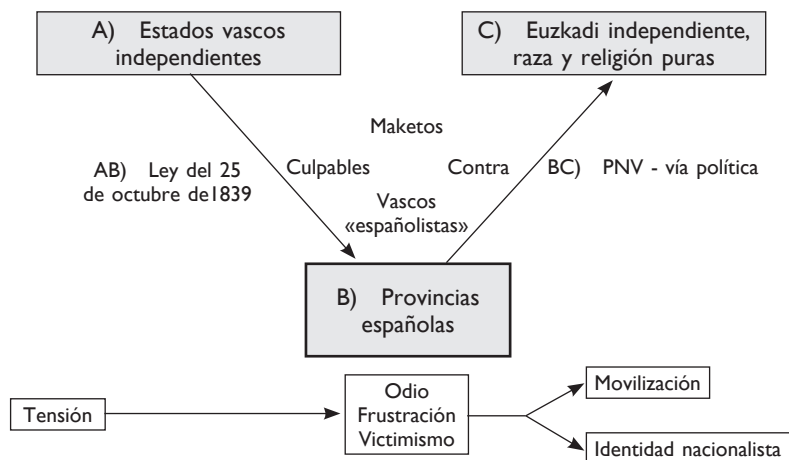 A) Estados vascos
independientes
C) Euzkadi independiente,
raza y religión puras
Maketos
AB) Ley del 25
de octubre de1839
Culpables
Contra
BC) PNV - vía política
Vascos
«españolistas»
B) Provincias
españolas
Tensión
Odio
Frustración
Victimismo
Movilización
Identidad nacionalista